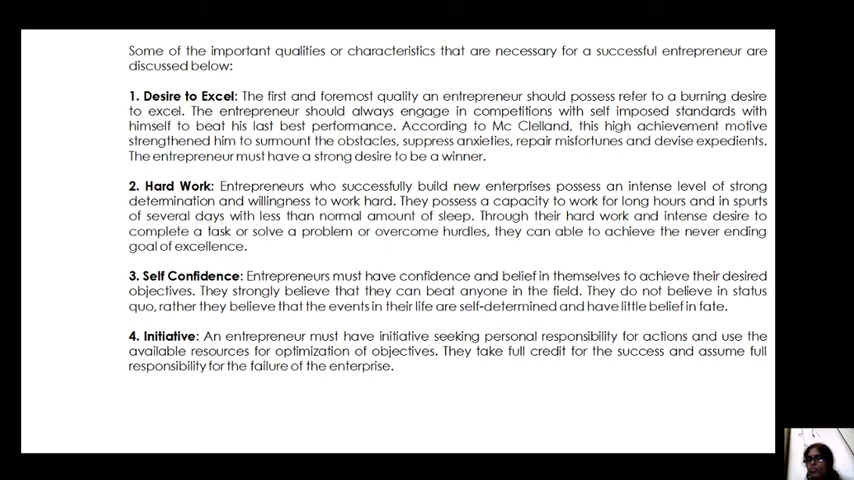 Some of the important qualities or characteristics that are necessary for a successful entrepreneur are
discussed below:
1. Desire to Excel: The first and foremost quality an entrepreneur should possess refer to a burning desire
to excel. The entrepreneur should always engage in competitions with self imposed standards with
himself to beat his last best performance. According to Mc Clelland, this high achievement motive
strengthened him to surmount the obstacles, suppress anxieties, repair misfortunes and devise expedients.
The entrepreneur must have a strong desire to be a winner.
2. Hard Work: Entrepreneurs who successfully build new enterprises possess an intense level of strong
determination and willingness to work hard. They possess a capacity to work for long hours and in spurts
of several days with less than normal amount of sleep. Through their hard work and intense desire to
complete a task or solve a problem or overcome hurdles, they can able to achieve the never ending
goal of excellence.
3. Self Confidence: Entrepreneurs must have confidence and belief in themselves to achieve their desired
objectives. They strongly believe that they can beat anyone in the field. They do not believe in status
quo, rather they believe that the events in their life are self-determined and have little belief in fate.
4. Initiative: An entrepreneur must have initiative seeking personal responsibility for actions and use the
available resources for optimization of objectives. They take full credit for the success and assume full
responsibility for the failure of the enterprise.